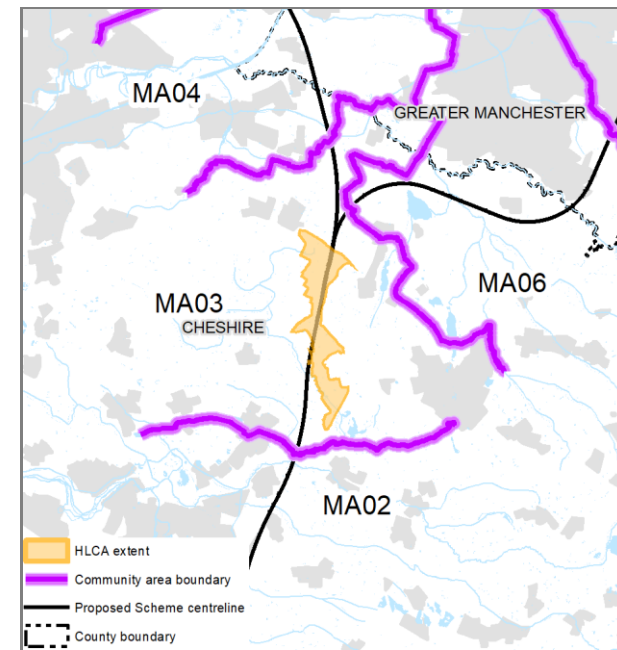 MA04
GREATER MANCHESTER
MA06
MA03
CHESHIRE
MA02
HLCA extent
Community area boundary
Proposed Scheme centreline
County boundary